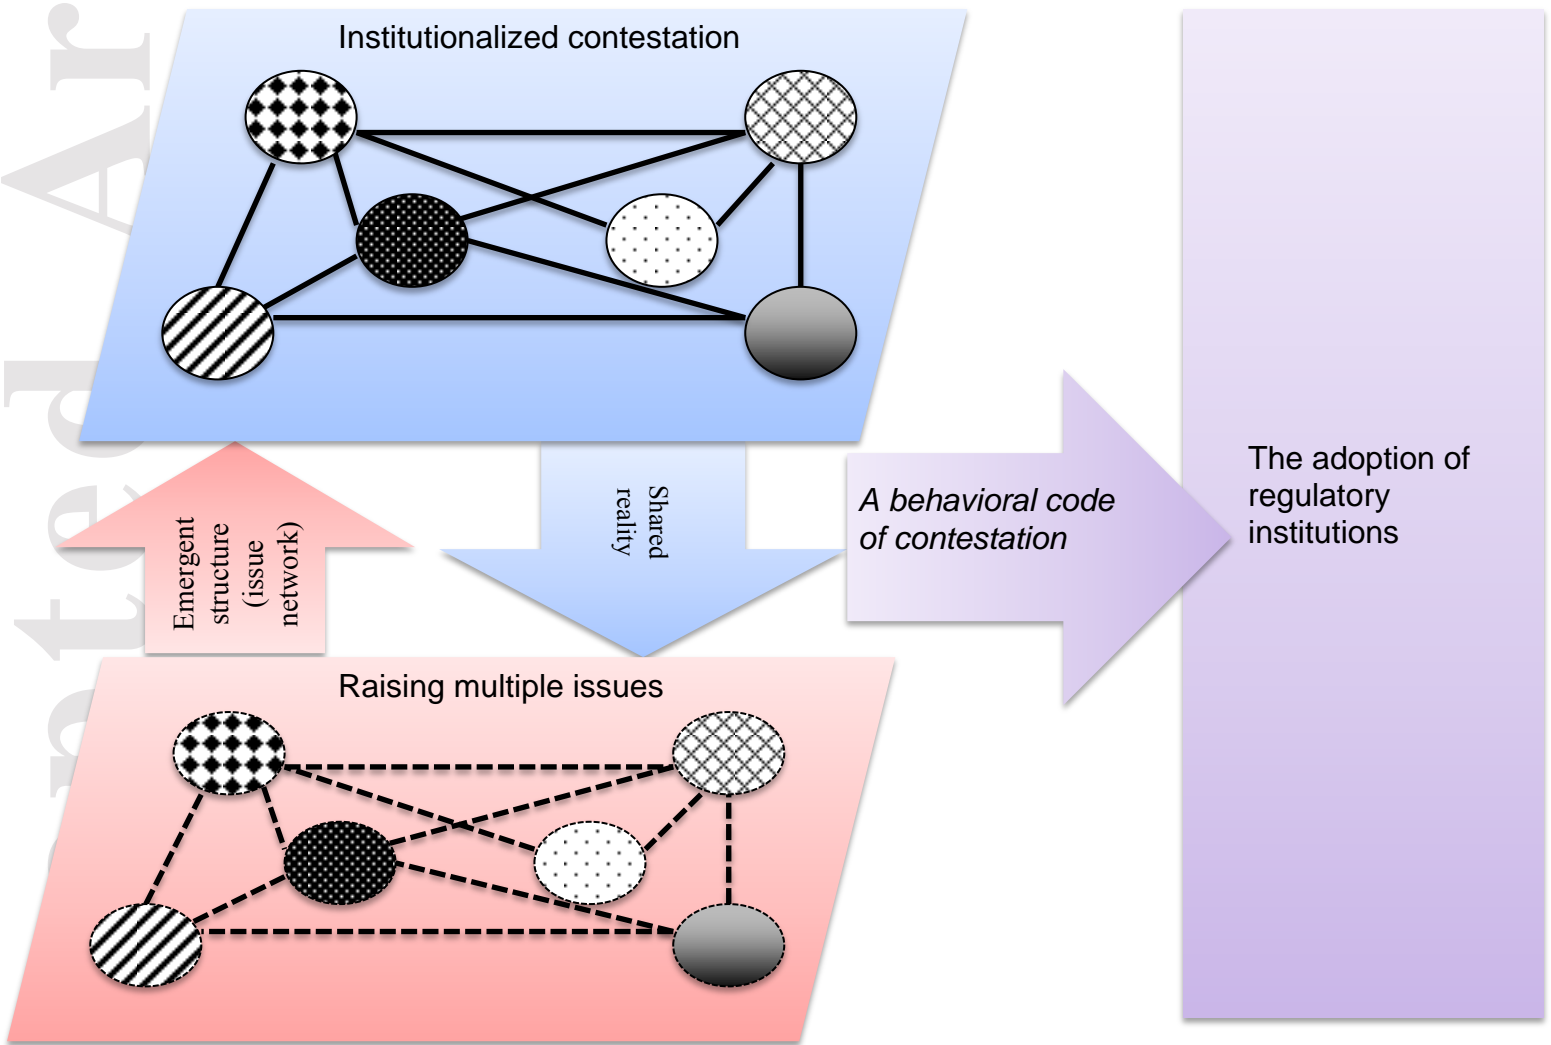 Institutionalized contestation
Emergent
structure
(issue
network)
Shared
reality
A behavioral code
of contestation
The adoption of
regulatory
institutions
Raising multiple issues